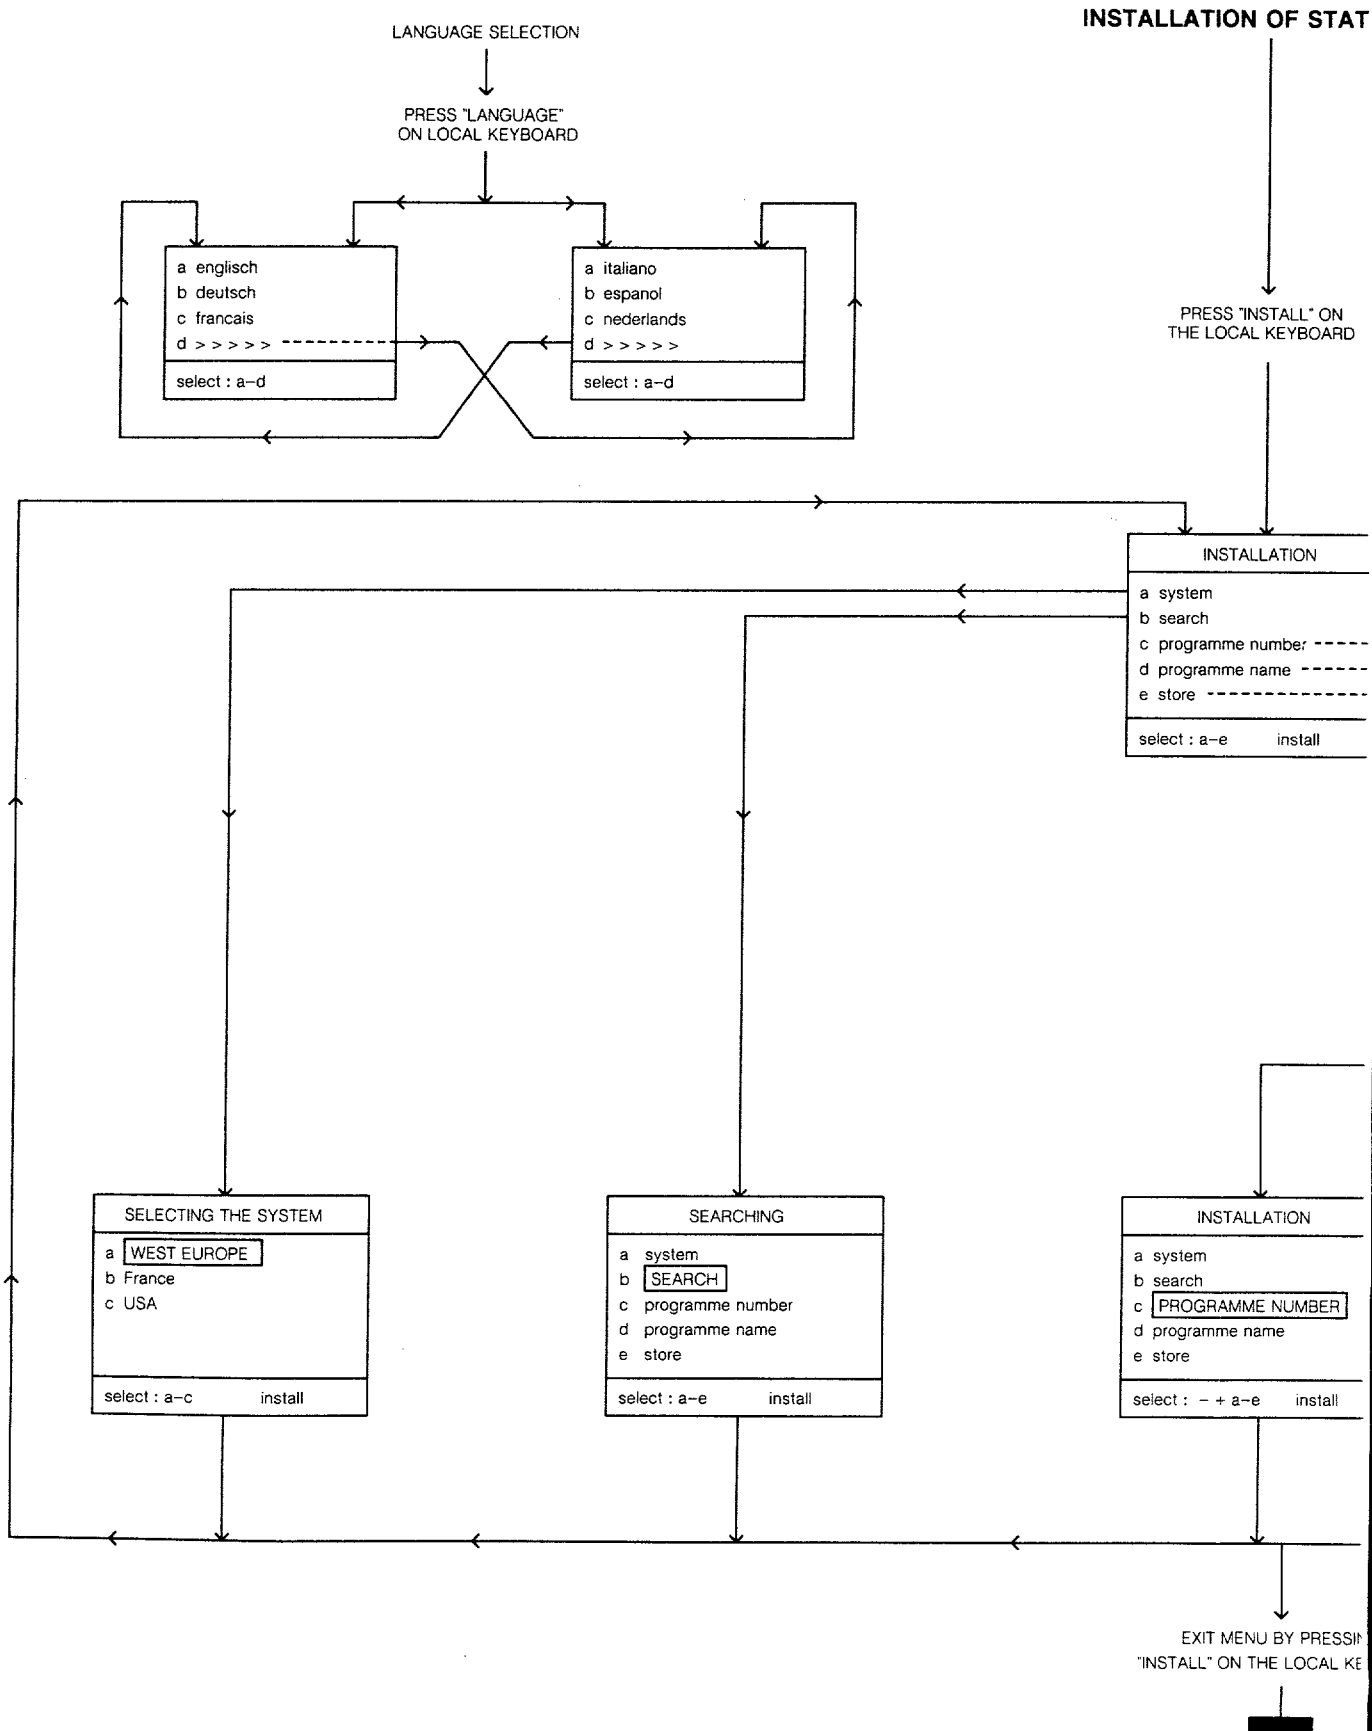 INSTALLATION OF STAT
LANGUAGE SELECTION
PRESS "LANGUAGE"
ON LOCAL KEYBOARD
a englisch
b deutsch
c francais
d > > > > >
select : a-d
a italiano
b espanol
c nederlands
d > > > > >
select : a-d
PRESS "INSTALL" ON
THE LOCAL KEYBOARD
INSTALLATION
a system
b search
c programme number
d programme name
e store
select : a-e install
SELECTING THE SYSTEM
a WEST EUROPE
b France
c USA
select : a-c install
SEARCHING
a system
b SEARCH
c programme number
d programme name
e store
select : a-e install
INSTALLATION
a system
b search
c PROGRAMME NUMBER
d programme name
e store
select : - + a-e install
EXIT MENU BY PRESSIN
"INSTALL" ON THE LOCAL KE